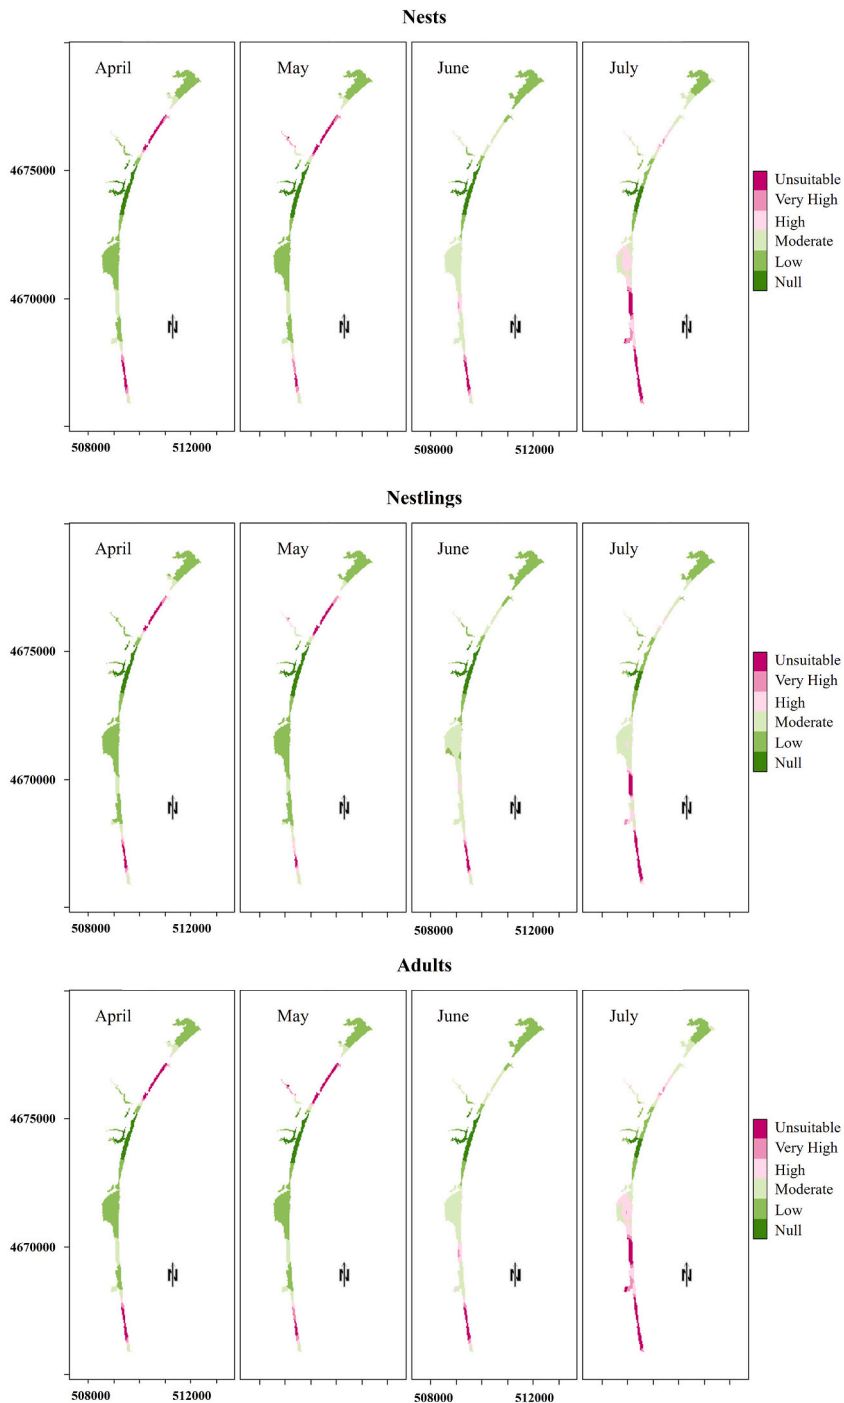 Nests
April May June July
4675000
4670000
N N N N
508000 512000 508000 512000
Unsuitable
Very High
High
Moderate
Low
Null
Nestlings
April May June July
4675000
4670000
N N N N
508000 512000 508000 512000
Unsuitable
Very High
High
Moderate
Low
Null
Adults
April May June July
4675000
4670000
N N N N
508000 512000 508000 512000
Unsuitable
Very High
High
Moderate
Low
Null